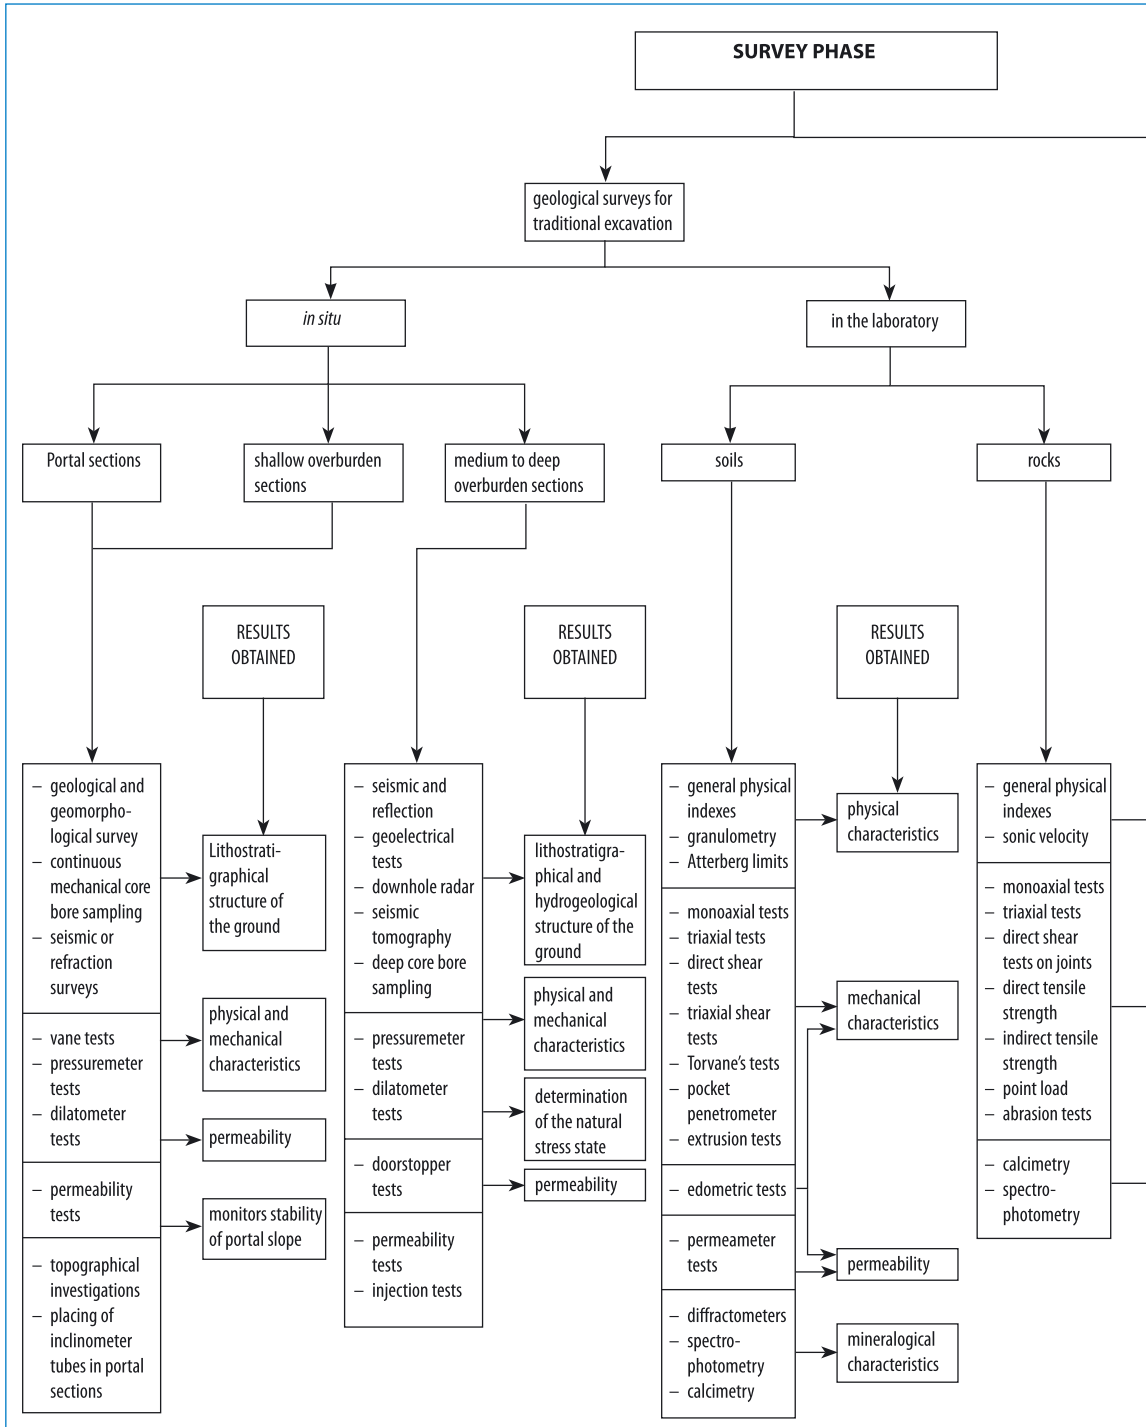 SURVEY PHASE
geological surveys for
traditional excavation
in situ
in the laboratory
Portal sections
shallow overburden
sections
medium to deep
overburden sections
soils
rocks
RESULTS
OBTAINED
RESULTS
OBTAINED
RESULTS
OBTAINED
– geological and
geomorpho-
logical survey
– continuous
mechanical core
bore sampling
– seismic or
refraction
surveys
– vane tests
– pressuremeter
tests
– dilatometer
tests
– permeability
tests
– topographical
investigations
– placing of
inclinometer
tubes in portal
sections
Lithostrati-
graphical
structure of
the ground
physical and
mechanical
characteristics
permeability
monitors stability
of portal slope
– seismic and
reflection
– geoelectrical
tests
– downhole radar
– seismic
tomography
– deep core bore
sampling
– pressuremeter
tests
– dilatometer
tests
– doorstopper
tests
– permeability
tests
– injection tests
lithostratigra-
phical and
hydrogeological
structure of the
ground
physical and
mechanical
characteristics
determination
of the natural
stress state
permeability
– general physical
indexes
– granulometry
– Atterberg limits
– monoaxial tests
– triaxial tests
– direct shear
tests
– triaxial shear
tests
– Torvane's tests
– pocket
penetrometer
– extrusion tests
– edometric tests
– permeameter
tests
– diffractometers
– spectro-
photometry
– calcimetry
physical
characteristics
mechanical
characteristics
permeability
mineralogical
characteristics
– general physical
indexes
– sonic velocity
– monoaxial tests
– triaxial tests
– direct shear
tests on joints
– direct tensile
strength
– indirect tensile
strength
– point load
– abrasion tests
– calcimetry
– spectro-
photometry